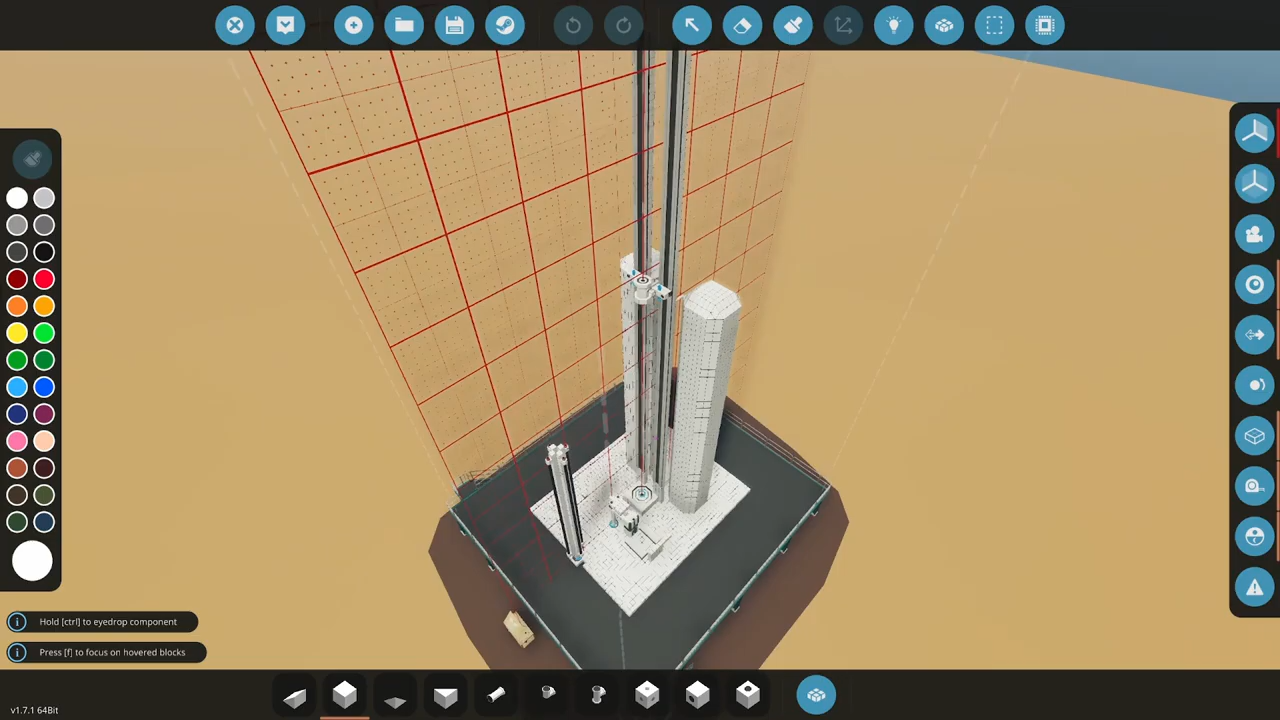 Hold [ctrl] to eyedrop component
Press [f] to focus on hovered blocks
v1.7.1 64Bit